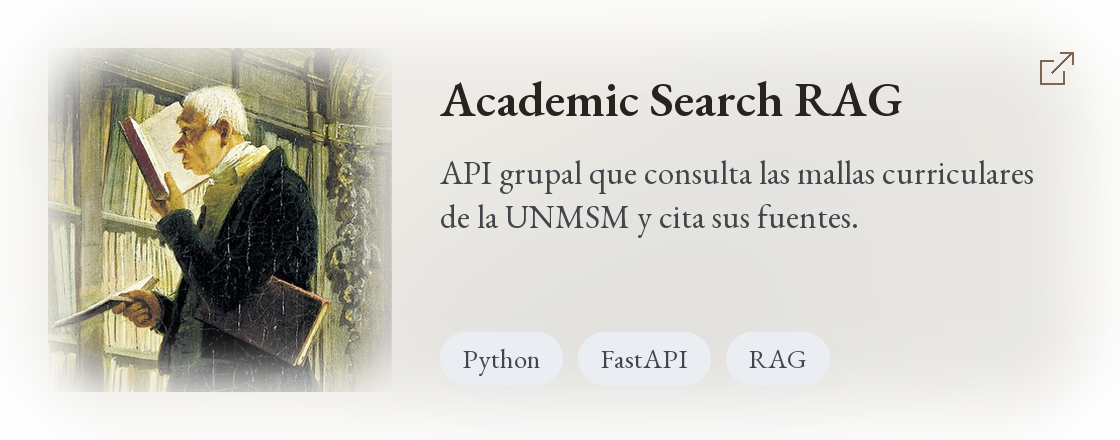 Academic Search RAG
API grupal que consulta las mallas curriculares
de la UNMSM y cita sus fuentes.
Python FastAPI RAG